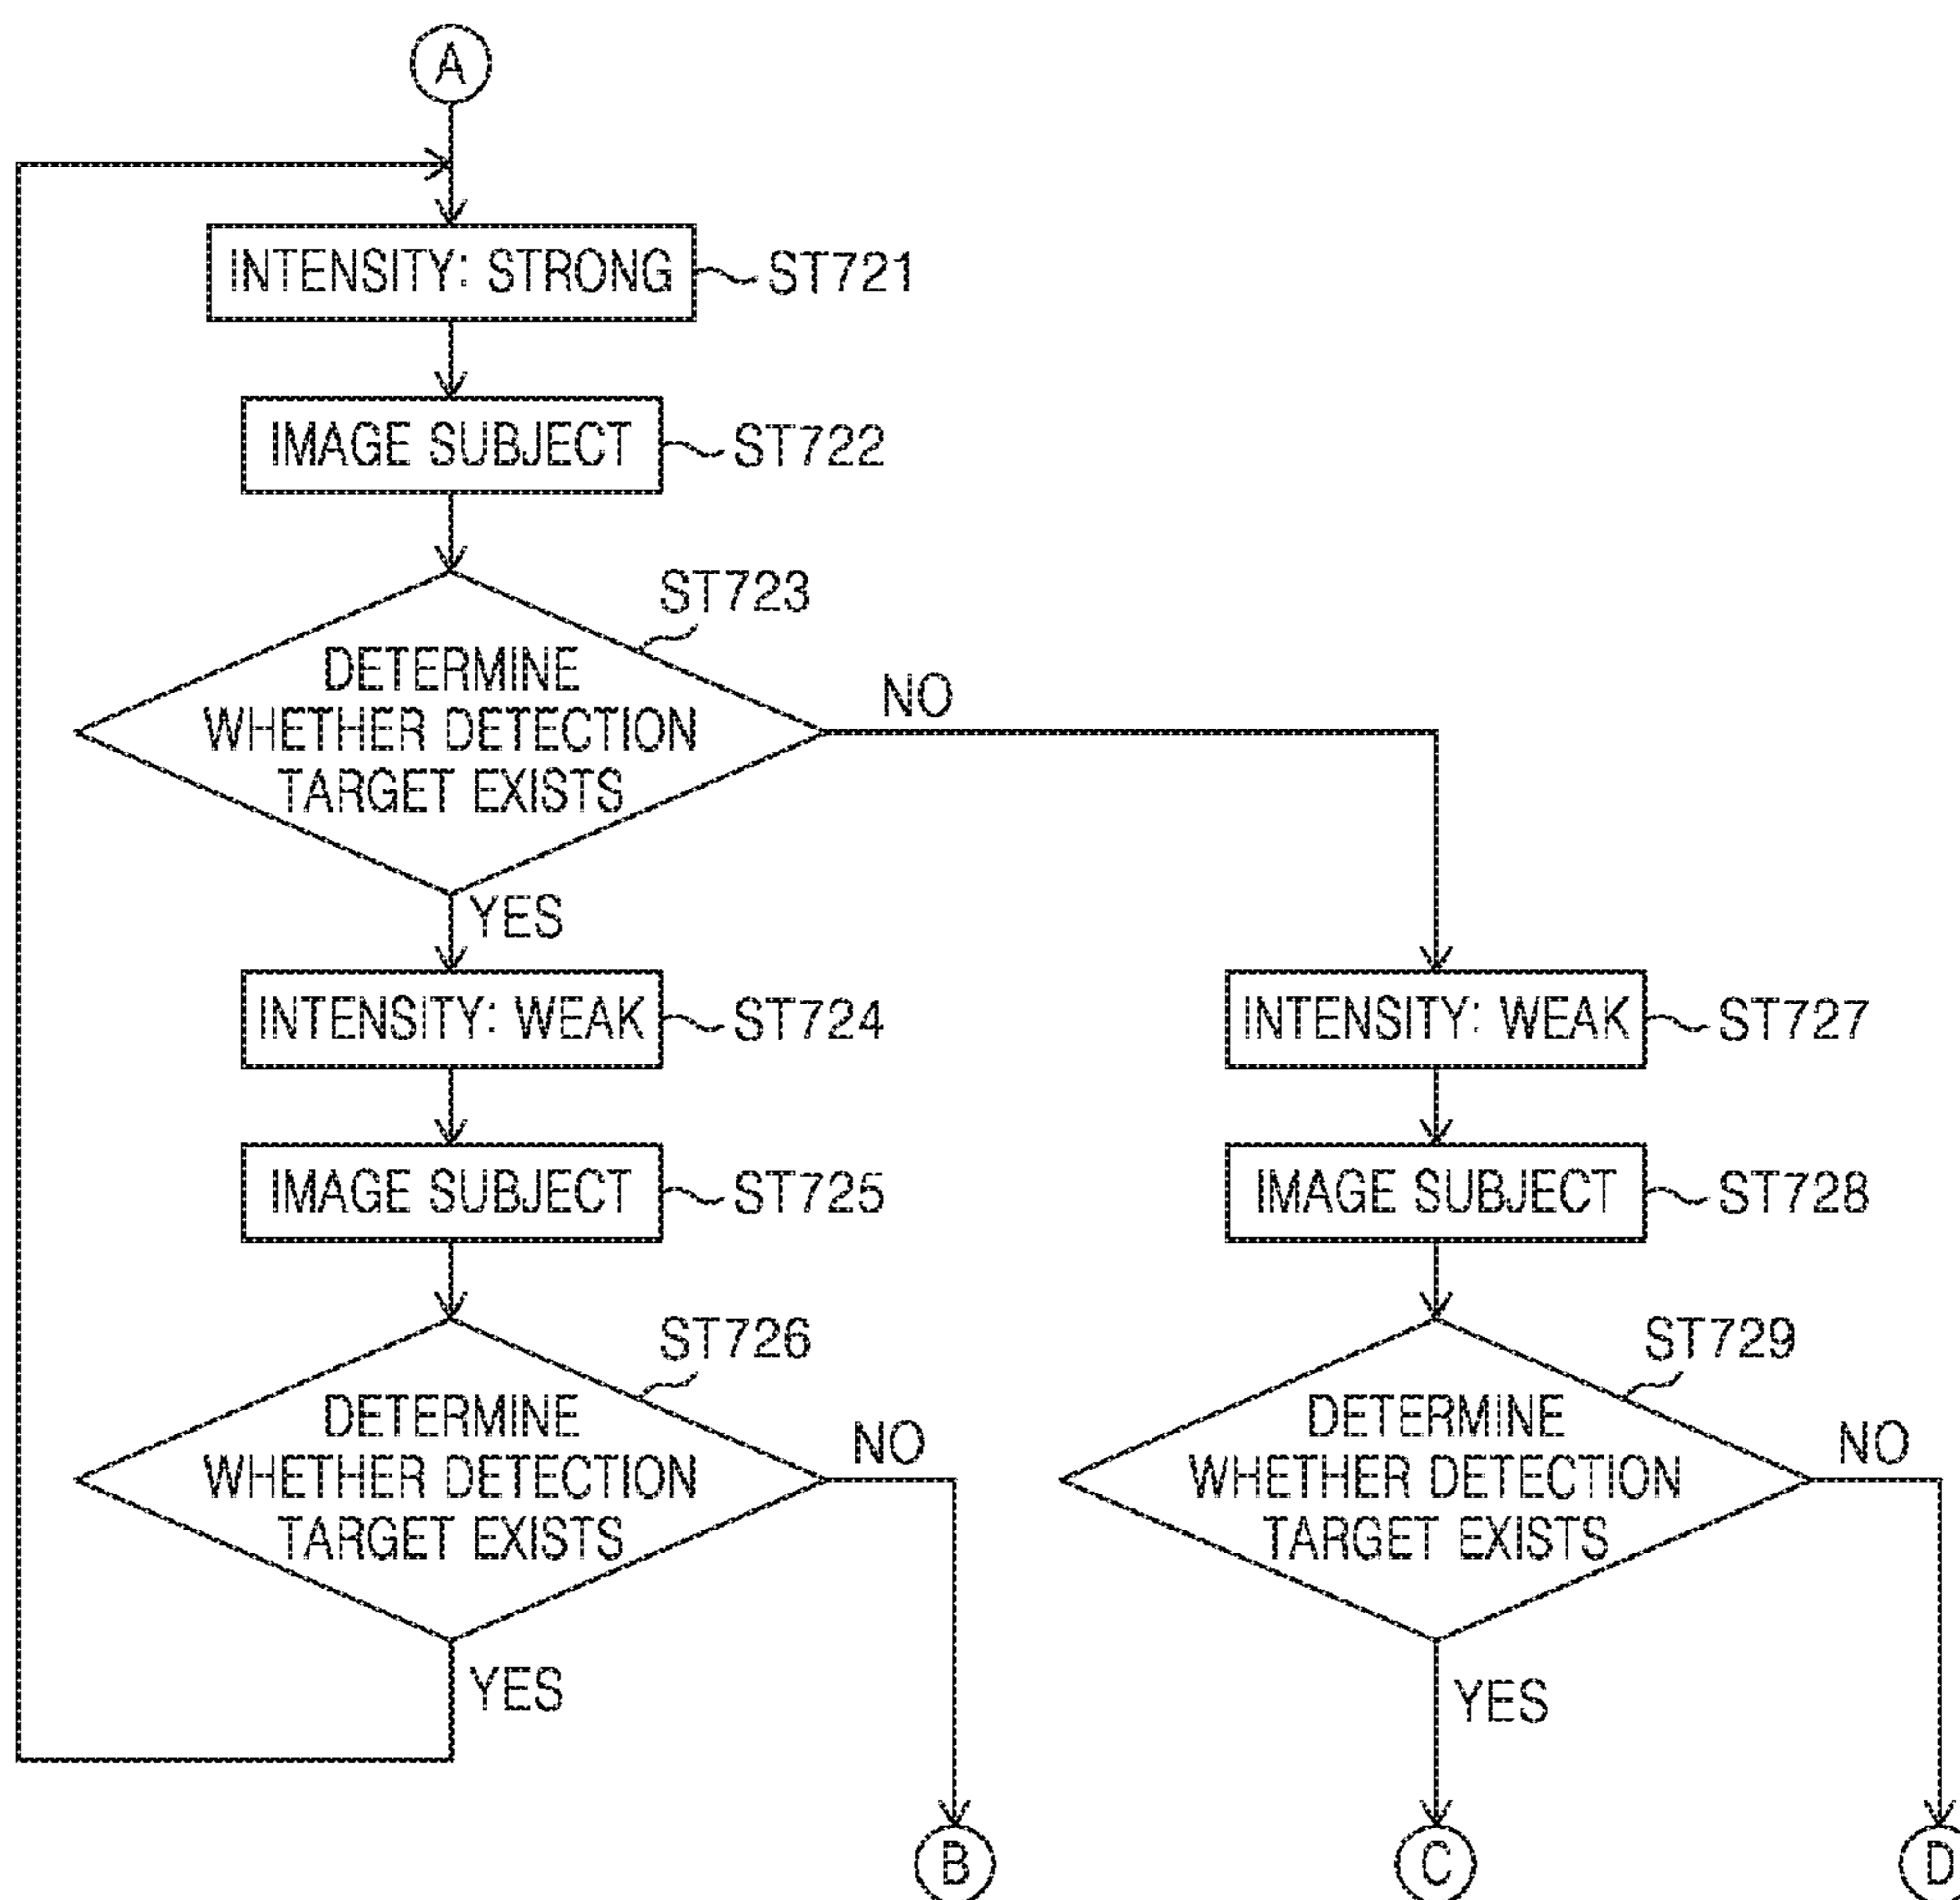 A
INTENSITY: STRONG
ST721
IMAGE SUBJECT
ST722
ST723
DETERMINE
WHETHER DETECTION
TARGET EXISTS
NO
YES
INTENSITY: WEAK
ST724
IMAGE SUBJECT
ST725
ST726
DETERMINE
WHETHER DETECTION
TARGET EXISTS
NO
YES
B
INTENSITY: WEAK
ST727
IMAGE SUBJECT
ST728
ST729
DETERMINE
WHETHER DETECTION
TARGET EXISTS
NO
YES
C
D